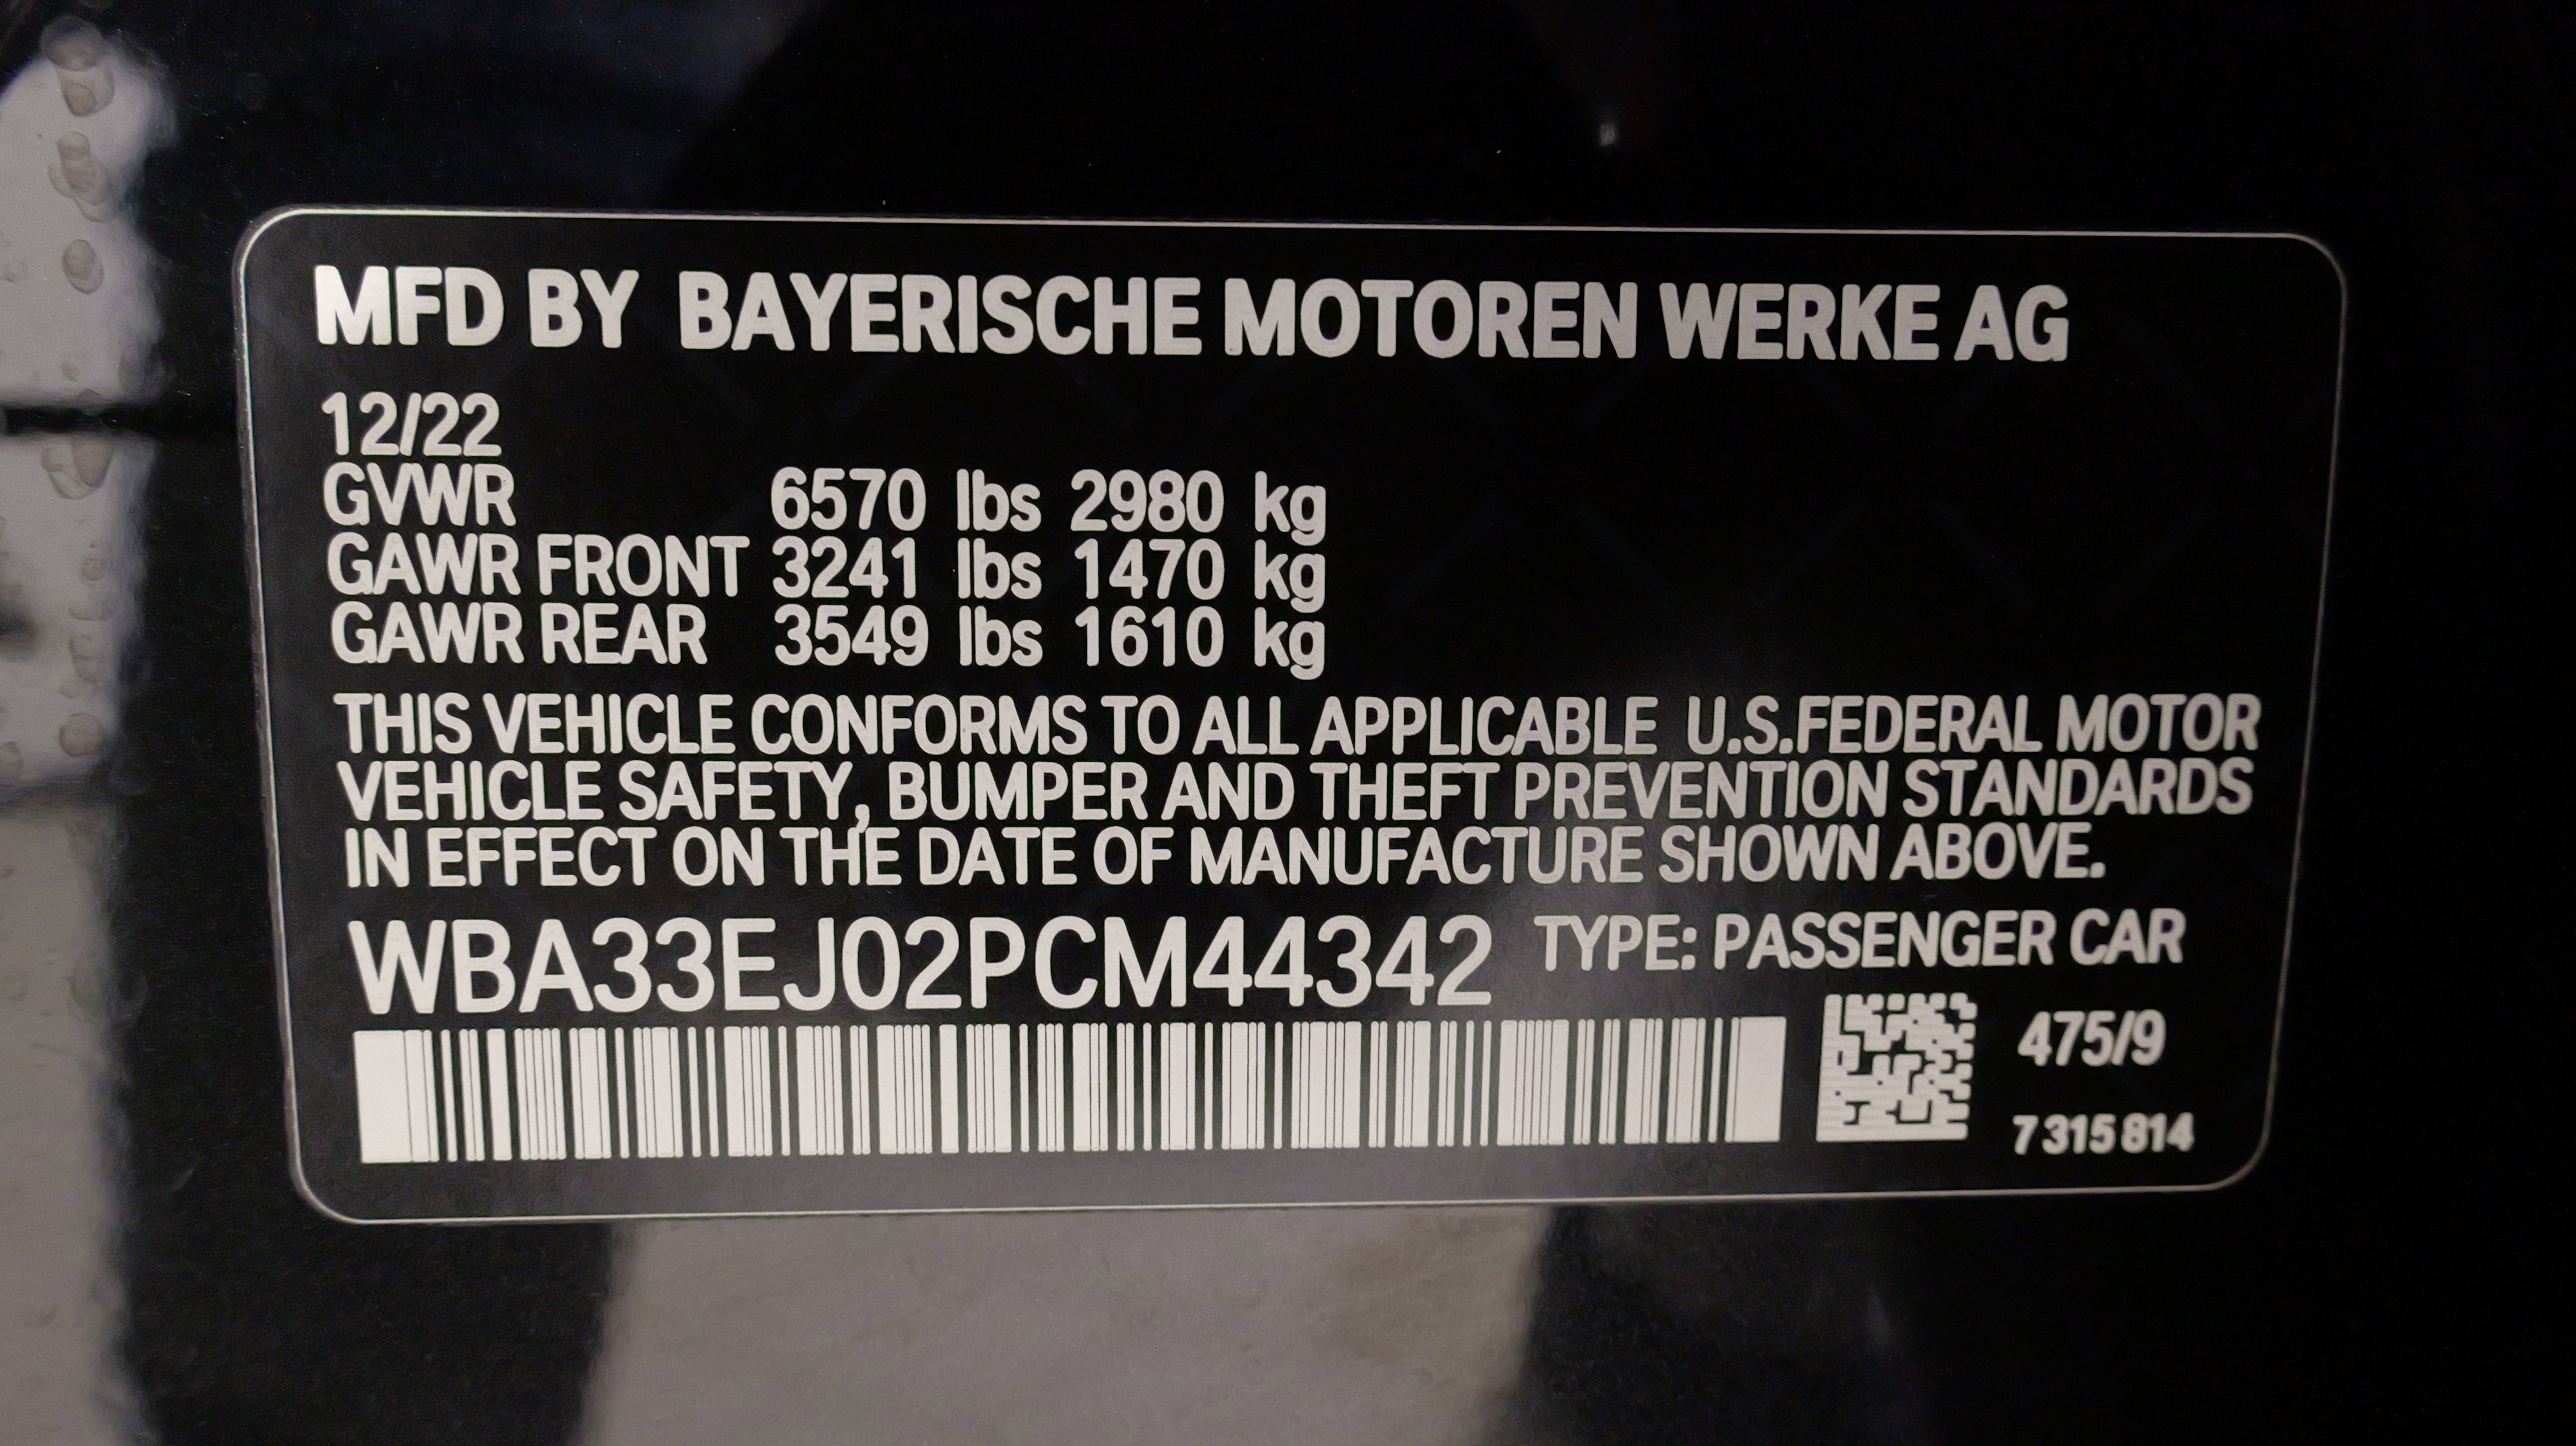 MFD BY BAYERISCHE MOTOREN WERKE AG
12/22
GVWR 6570 lbs 2980 kg
GAWR FRONT 3241 lbs 1470 kg
GAWR REAR 3549 lbs 1610 kg
THIS VEHICLE CONFORMS TO ALL APPLICABLE U.S.FEDERAL MOTOR
VEHICLE SAFETY, BUMPER AND THEFT PREVENTION STANDARDS
IN EFFECT ON THE DATE OF MANUFACTURE SHOWN ABOVE.
WBA33EJ02PCM44342 TYPE: PASSENGER CAR
475/9
7 315 814